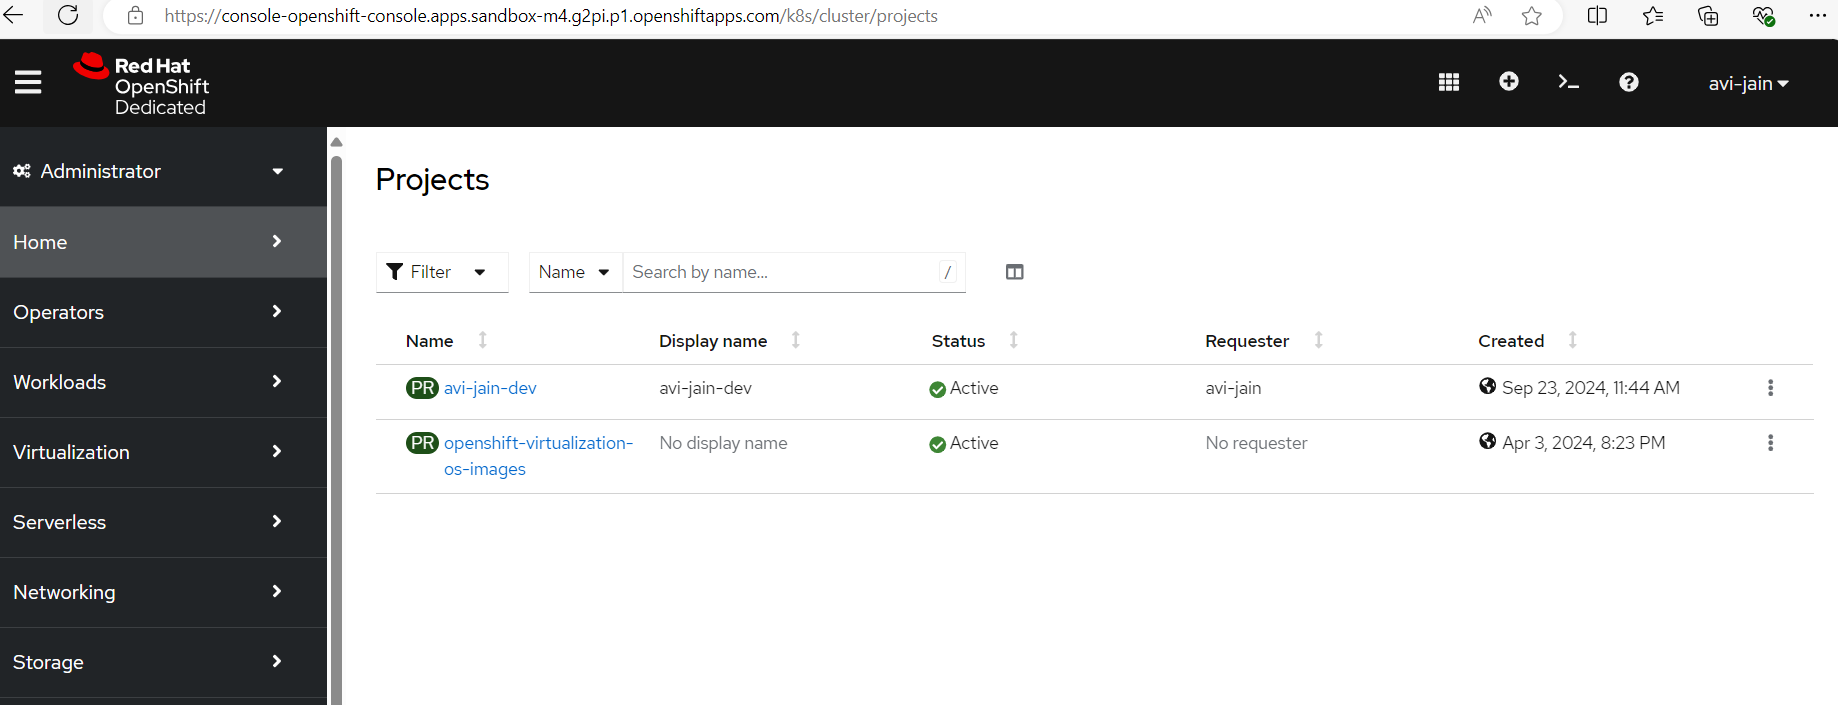 https://console-openshift-console.apps.sandbox-m4.g2pi.p1.openshiftapps.com/k8s/cluster/projects
Red Hat
OpenShift
Dedicated
avi-jain
Administrator
Home
Operators
Workloads
Virtualization
Serverless
Networking
Storage
Projects
Filter
Name
Search by name...
/
Name Display name Status Requester Created
PR avi-jain-dev avi-jain-dev Active avi-jain Sep 23, 2024, 11:44 AM
PR openshift-virtualization- No display name Active No requester Apr 3, 2024, 8:23 PM
os-images